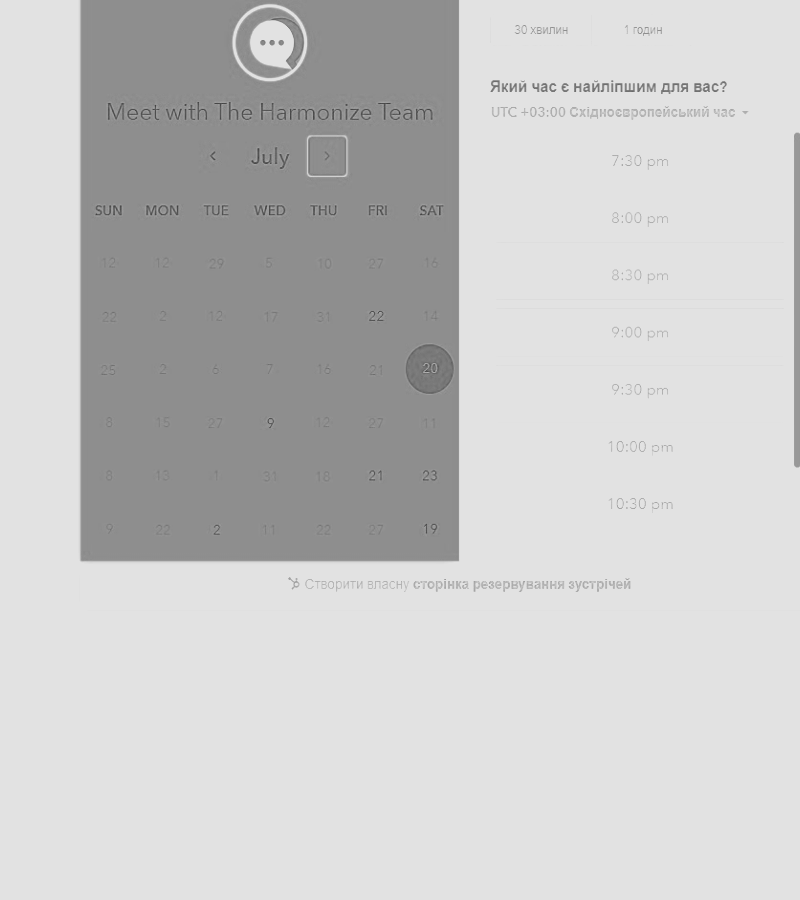 30 хвилин 1 годин
Meet with The Harmonize Team
July
SUN MON TUE WED THU FRI SAT
12 12 29 5 10 27 16
22 2 12 17 31 22 14
25 2 6 7 16 21 20
8 15 27 9 12 27 11
8 13 1 31 18 21 23
9 22 2 11 22 27 19
Який час є найліпшим для вас?
UTC +03:00 Східноєвропейський час
7:30 pm
8:00 pm
8:30 pm
9:00 pm
9:30 pm
10:00 pm
10:30 pm
Створити власну сторінка резервування зустрічей